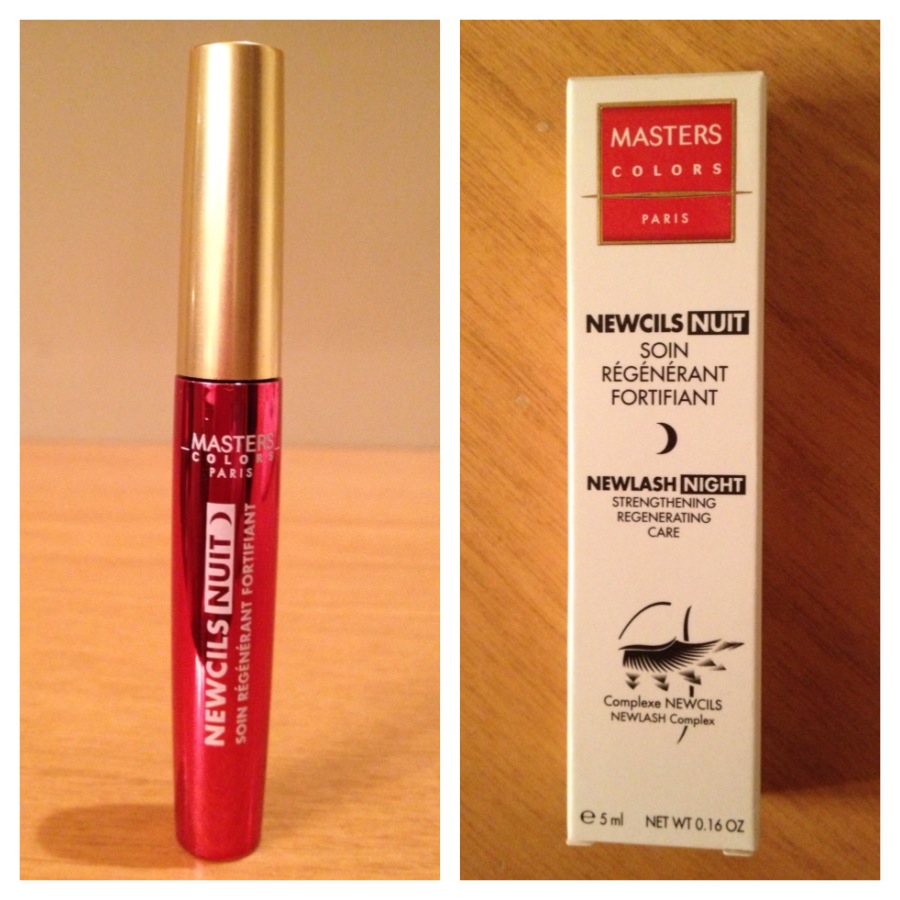 MASTERS
COLORS
PARIS
NEWCILS NUIT
SOIN RÉGÉNÉRANT FORTIFIANT
MASTERS
COLORS
PARIS
NEWCILS NUIT
SOIN
RÉGÉNÉRANT
FORTIFIANT
NEWLASH NIGHT
STRENGTHENING
REGENERATING
CARE
Complexe NEWCILS
NEWLASH Complex
e 5 ml NET WT 0.16 OZ